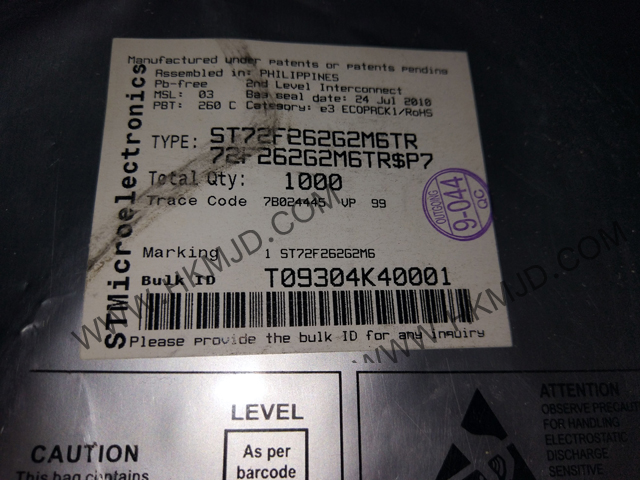 Manufactured under patents or patents pending
Assembled in: PHILIPPINES
Pb-free 2nd Level Interconnect
MSL: 03 Bag seal date: 24 Jul 2010
PBT: 260 C Category: e3 ECOPACK1/RoHS
STMicroelectronics
TYPE: ST72F262G2M6TR
72F262G2M6TR$P7
Total Qty: 1000
Trace Code 7B024445 VP 99
OUTGOING
9-044
QC
Marking 1 ST72F262G2M6
Bulk ID T09304K40001
Please provide the bulk ID for any inquiry
WWW.HKMJD.COM
WWW.HKMJD.COM
CAUTION
This bag contains
LEVEL
As per
barcode
ATTENTION
OBSERVE PRECAUT
FOR HANDLING
ELECTROSTATIC
DISCHARGE
SENSITIVE